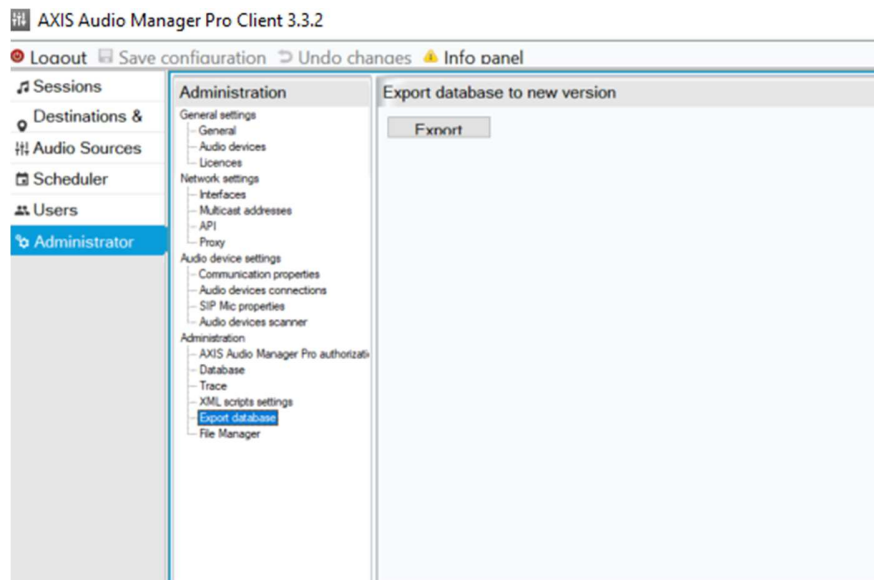 AXIS Audio Manager Pro Client 3.3.2
Logout Save configuration Undo changes Info panel
Sessions
Destinations &
Audio Sources
Scheduler
Users
Administrator
Administration
General settings
General
Audio devices
Licences
Network settings
Interfaces
Multicast addresses
API
Proxy
Audio device settings
Communication properties
Audio devices connections
SIP Mic properties
Audio devices scanner
Administration
AXIS Audio Manager Pro authorizati
Database
Trace
XML scripts settings
Export database
File Manager
Export database to new version
Export